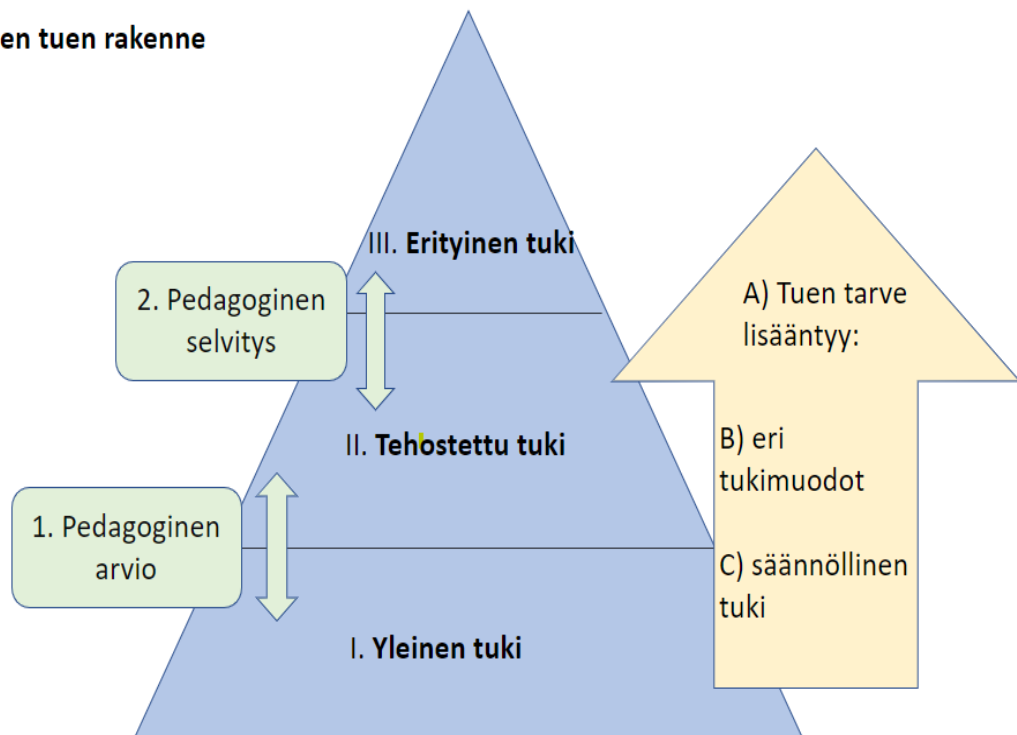 en tuen rakenne
III. Erityinen tuki
2. Pedagoginen
selvitys
II. Tehostettu tuki
1. Pedagoginen
arvio
I. Yleinen tuki
A) Tuen tarve
lisääntyy:
B) eri
tukimuodot
C) säännöllinen
tuki